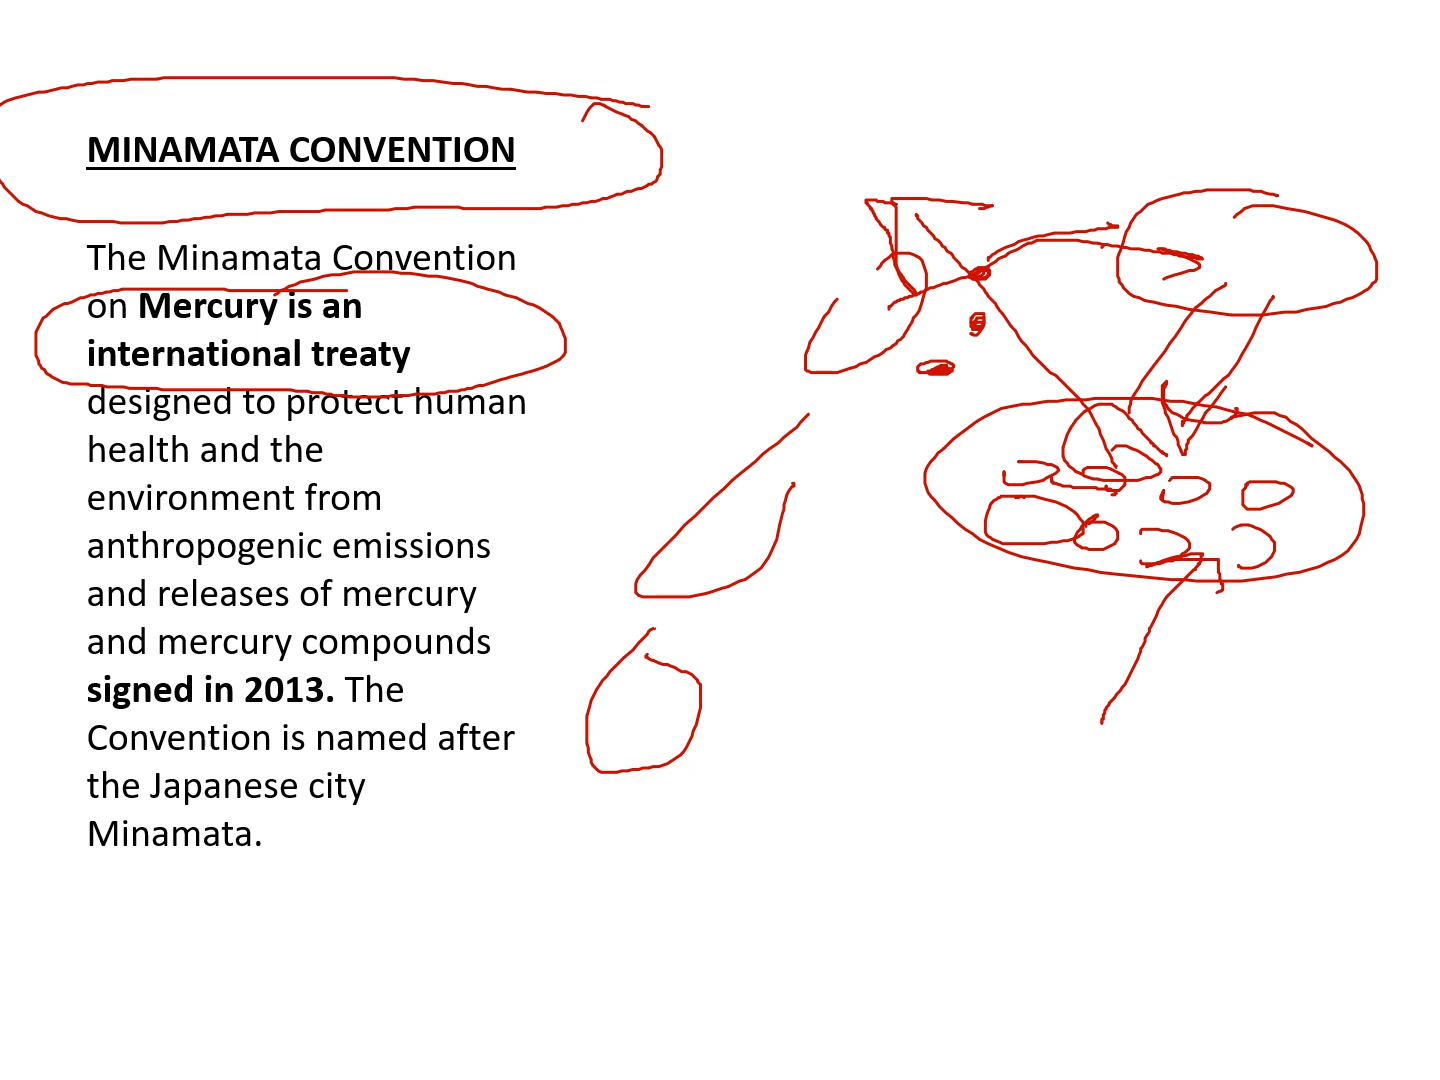 MINAMATA CONVENTION
The Minamata Convention
on Mercury is an
international treaty
designed to protect human
health and the
environment from
anthropogenic emissions
and releases of mercury
and mercury compounds
signed in 2013. The
Convention is named after
the Japanese city
Minamata.